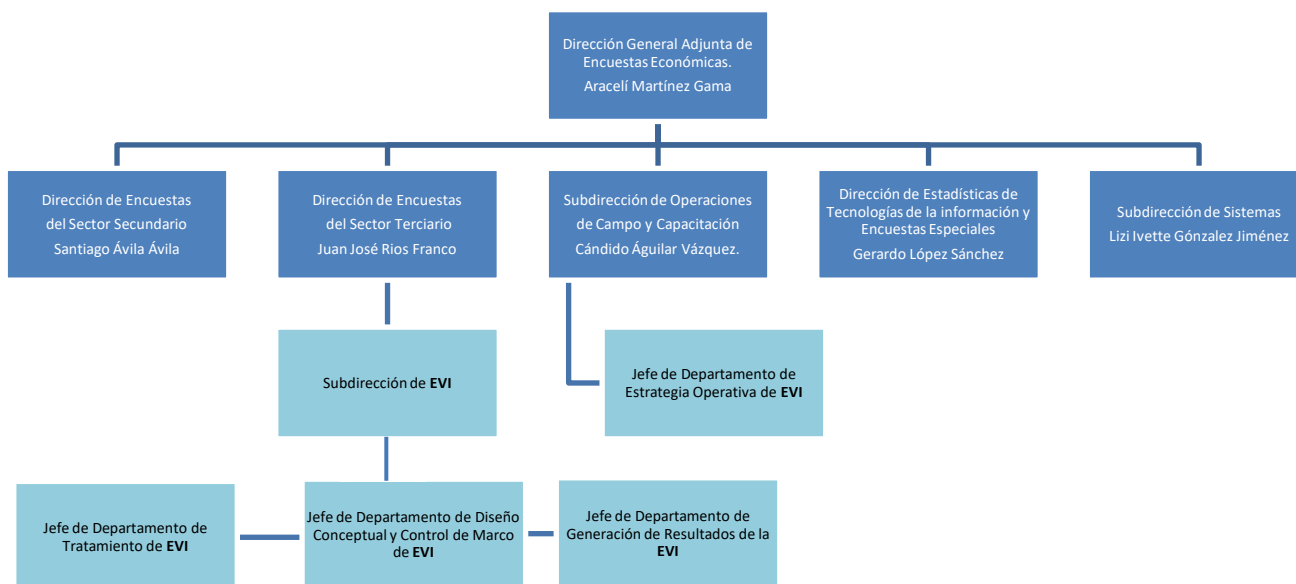 Dirección General Adjunta de
Encuestas Económicas.
Aracelí Martínez Gama
Dirección de Encuestas
del Sector Secundario
Santiago Ávila Ávila
Dirección de Encuestas
del Sector Terciario
Juan José Rios Franco
Subdirección de Operaciones
de Campo y Capacitación
Cándido Águilar Vázquez.
Dirección de Estadísticas de
Tecnologías de la información y
Encuestas Especiales
Gerardo López Sánchez
Subdirección de Sistemas
Lizi Ivette Gónzalez Jiménez
Subdirección de EVI
Jefe de Departamento de
Estrategia Operativa de EVI
Jefe de Departamento de
Tratamiento de EVI
Jefe de Departamento de Diseño
Conceptual y Control de Marco
de EVI
Jefe de Departamento de
Generación de Resultados de la
EVI